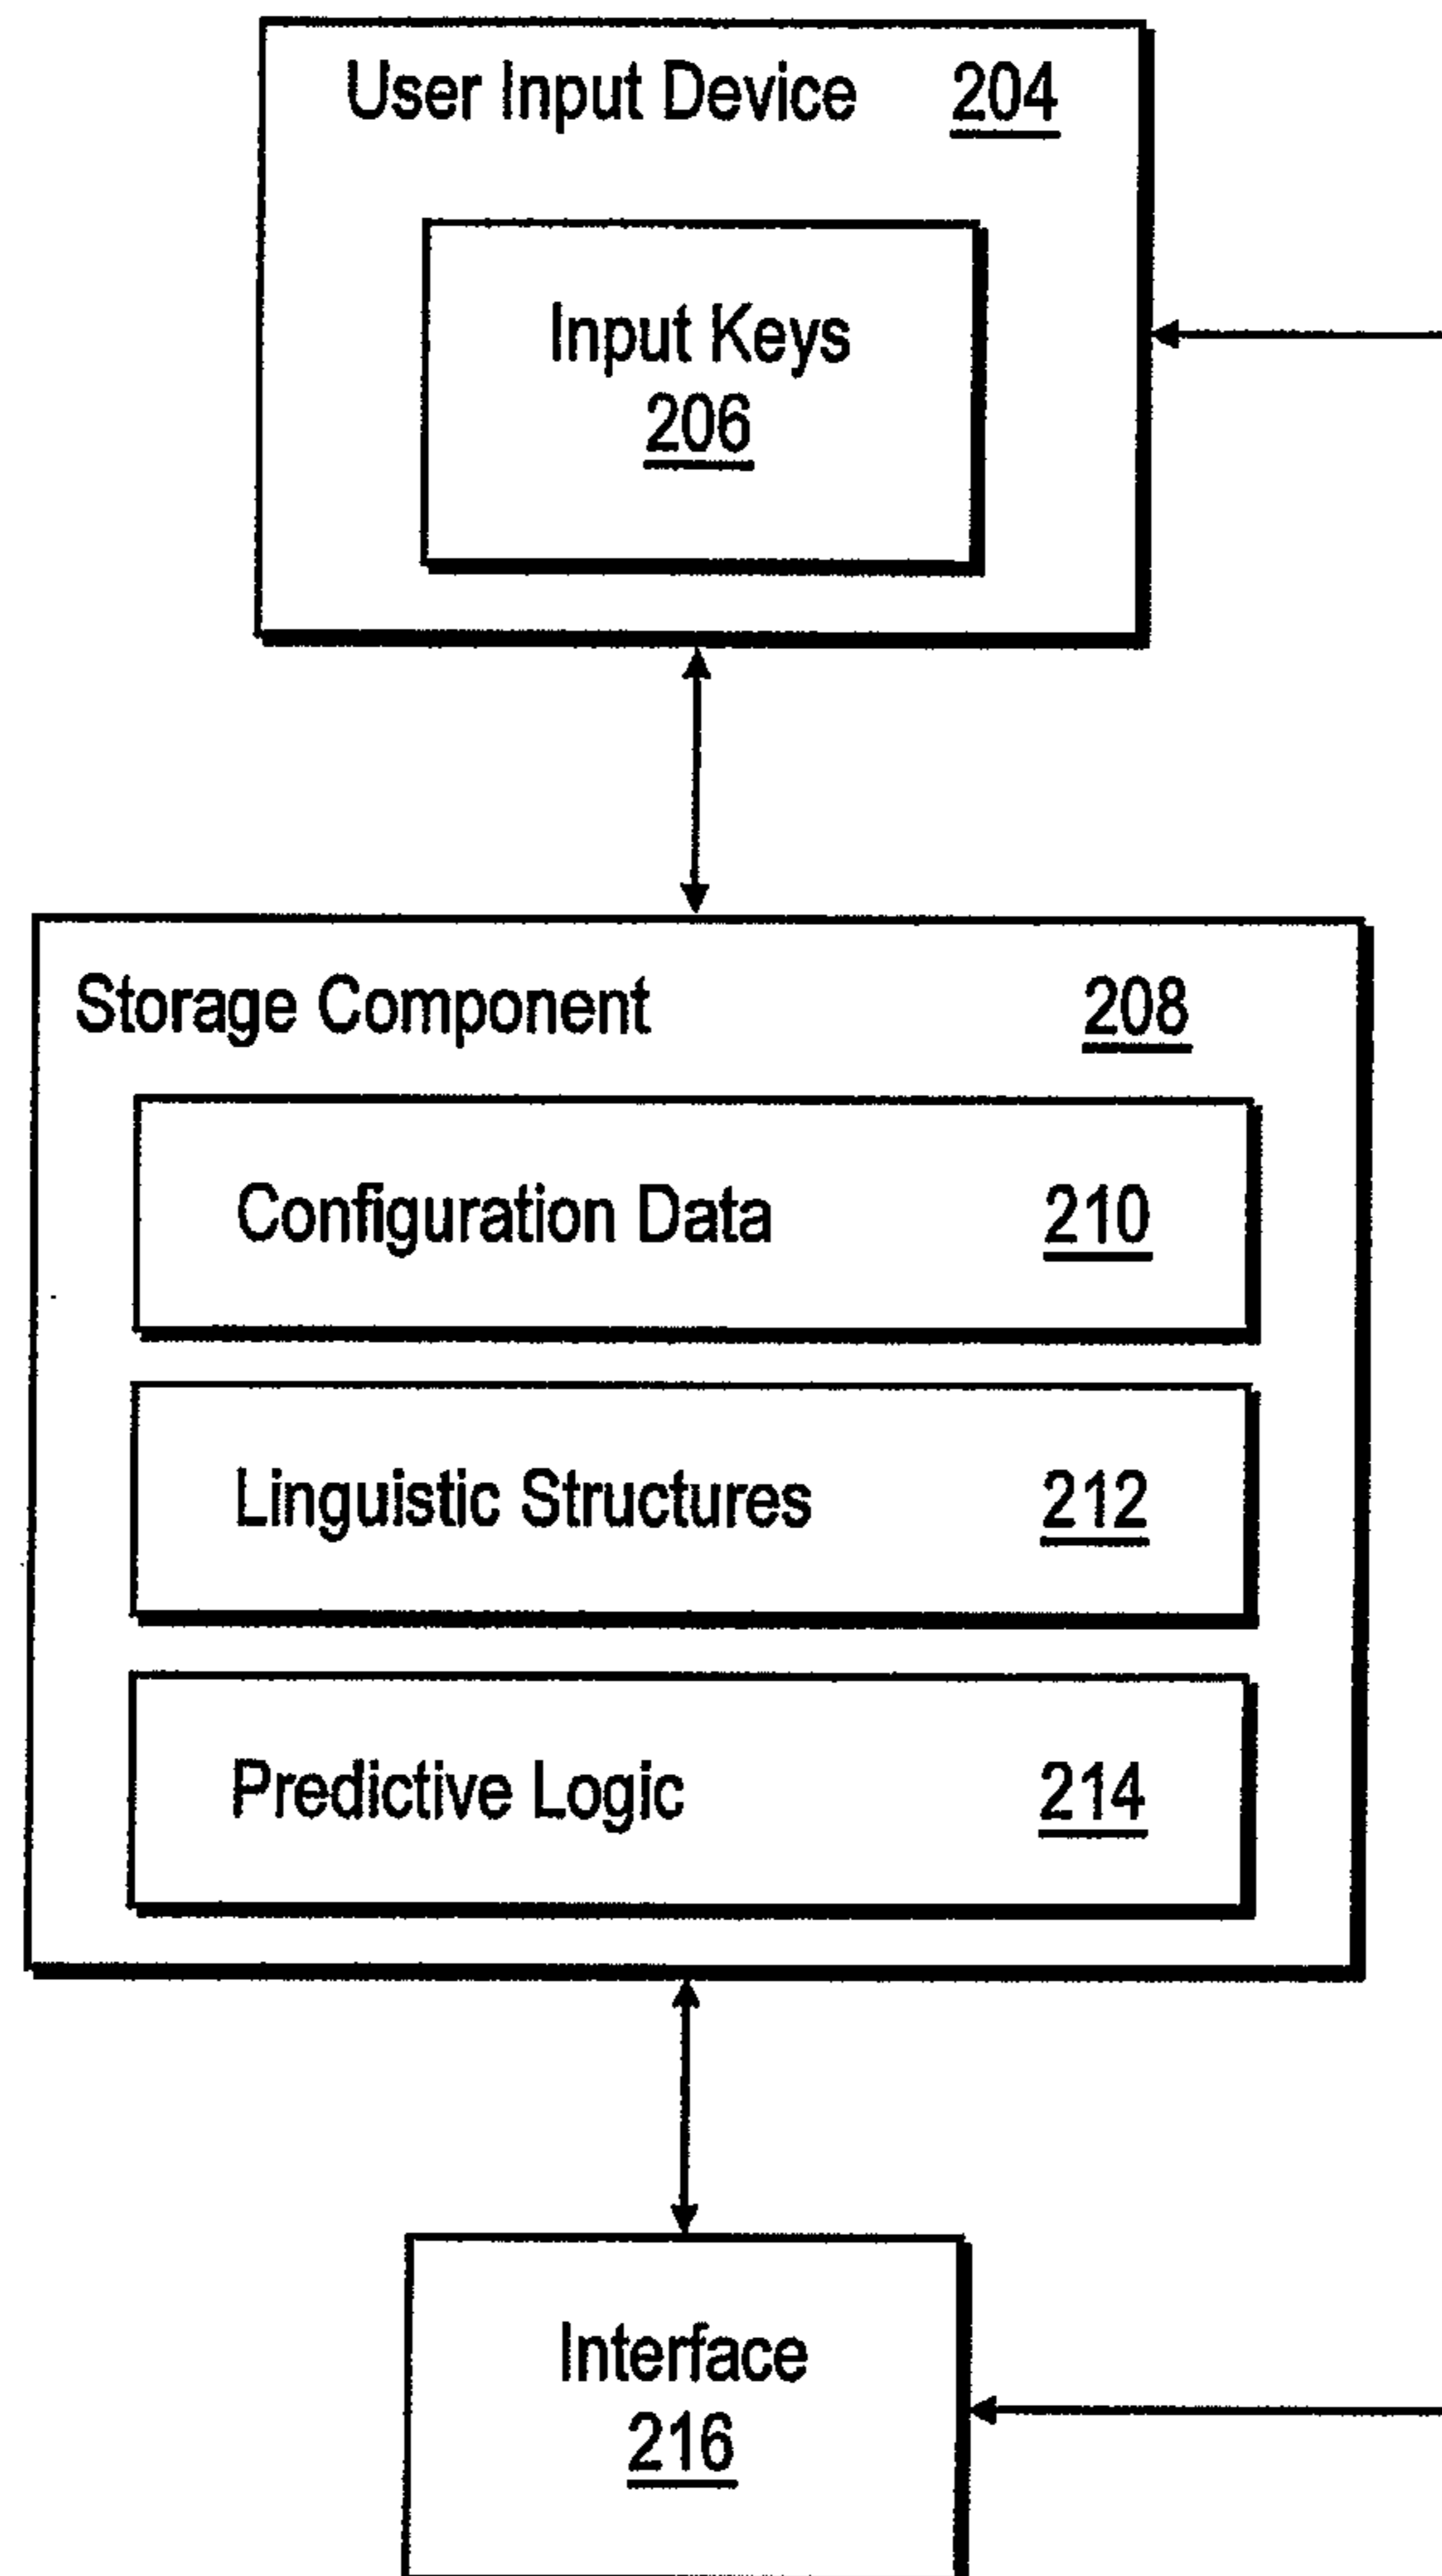 User Input Device 204
Input Keys
206
Storage Component 208
Configuration Data 210
Linguistic Structures 212
Predictive Logic 214
Interface
216